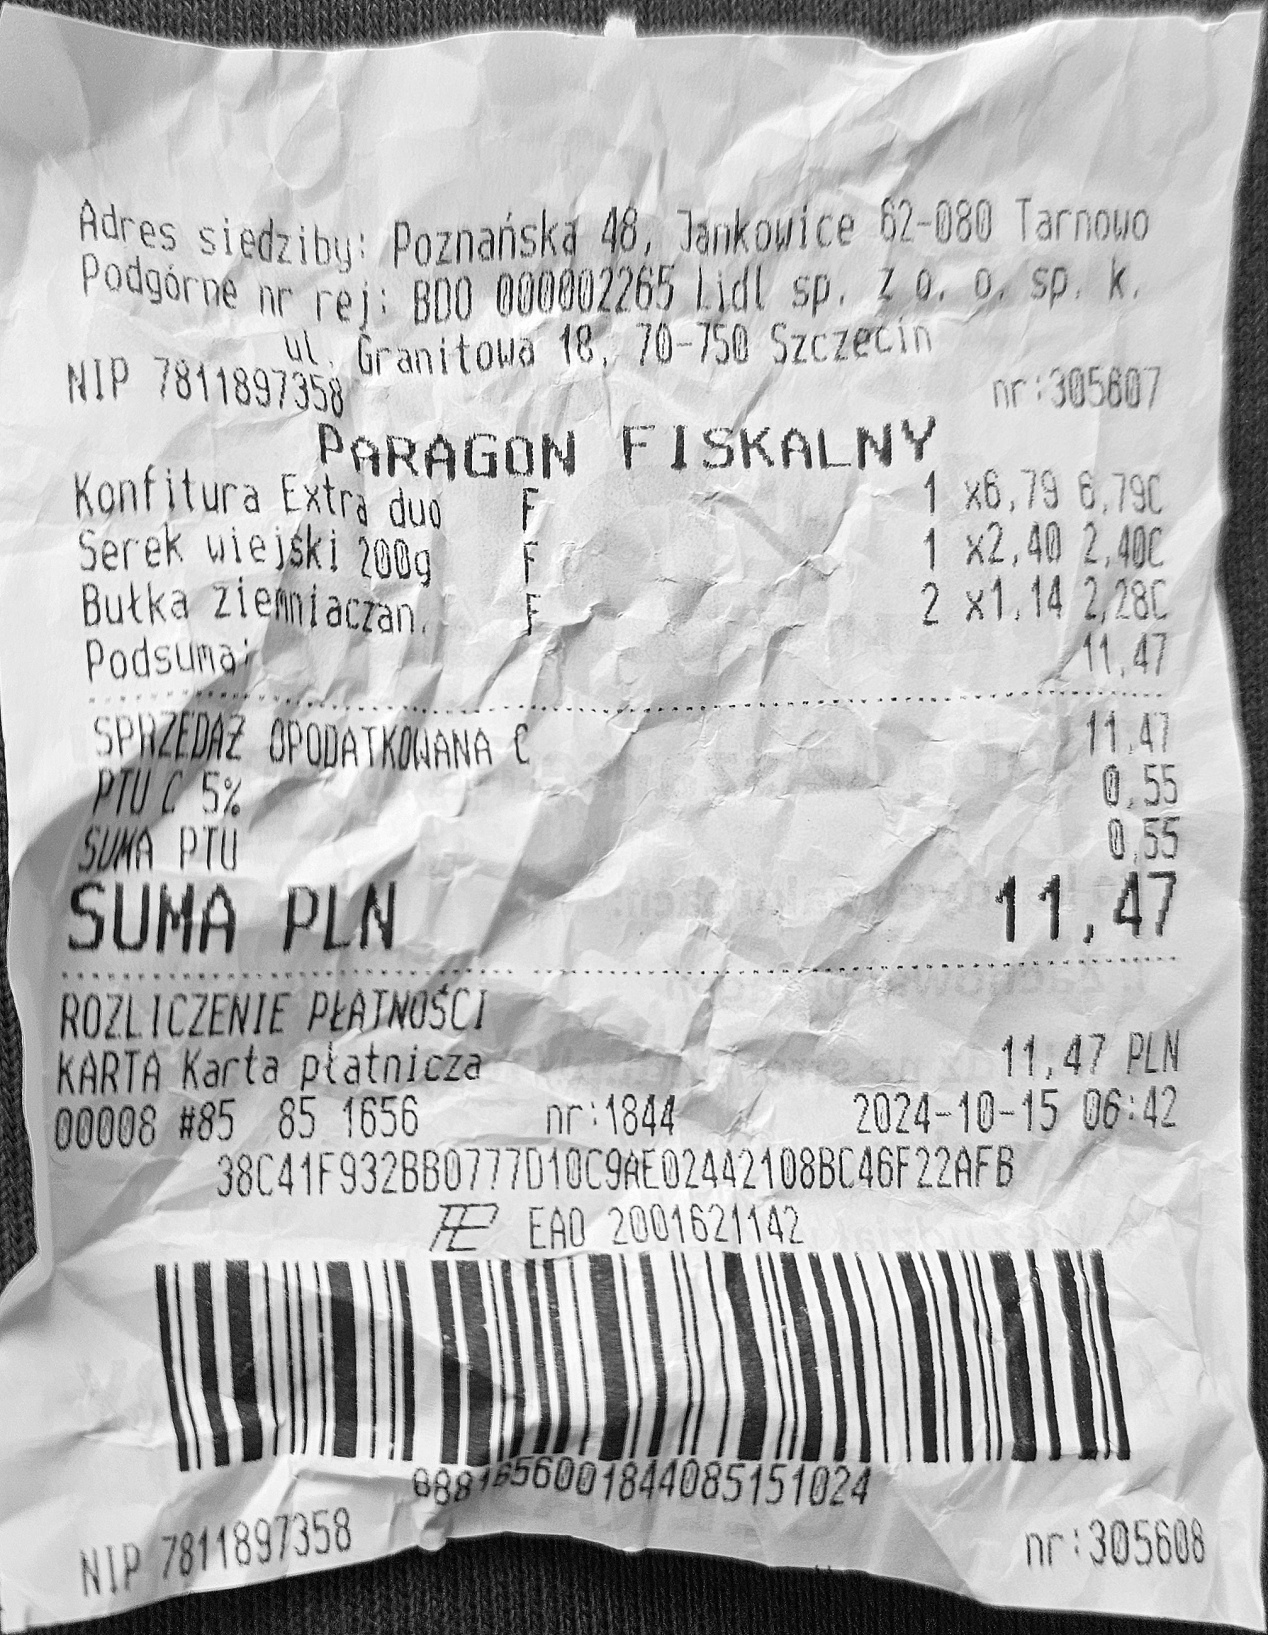 Adres siedziby: Poznańska 48, Jankowice 62-080 Tarnowo
Podgórne nr rej: BDO 000002265 Lidl sp. z o. o. sp. k.
ul. Granitowa 18, 70-750 Szczecin
NIP 7811897358 nr:305607
PARAGON FISKALNY
Konfitura Extra duo F 1 x6,79 6,79C
Serek wiejski 200g F 1 x2,40 2,40C
Bułka ziemniaczan. F 2 x1,14 2,28C
Podsuma: 11,47
SPRZEDAŻ OPODATKOWANA C 11,47
PTU C 5% 0,55
SUMA PTU 0,55
SUMA PLN 11,47
ROZLICZENIE PŁATNOŚCI
KARTA Karta płatnicza 11,47 PLN
00008 #85 85 1656 nr:1844 2024-10-15 06:42
38C41F932BB0777D10C9AE02442108BC46F22AFB
EAO 2001621142
NIP 7811897358 nr:305608